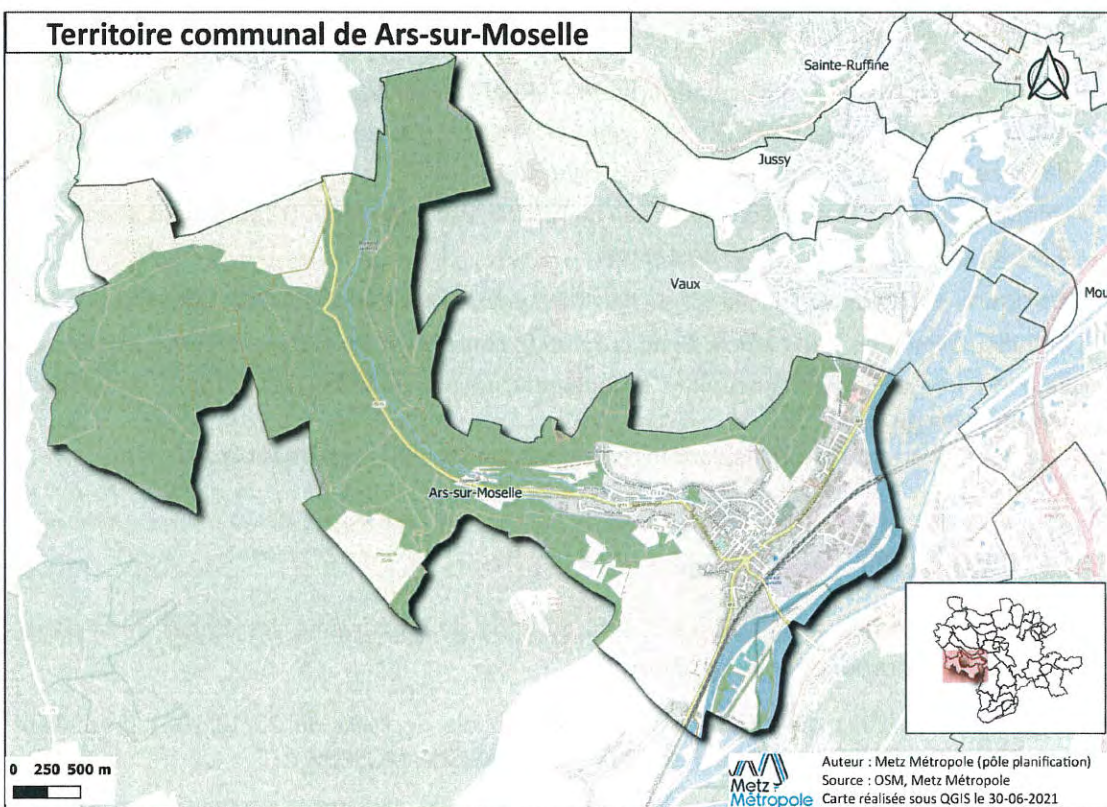 Territoire communal de Ars-sur-Moselle
Sainte-Ruffine
Jussy
Vaux
Mou
Ars-sur-Moselle
0 250 500 m
Metz
Métropole
Auteur : Metz Métropole (pôle planification)
Source : OSM, Metz Métropole
Carte réalisée sous QGIS le 30-06-2021